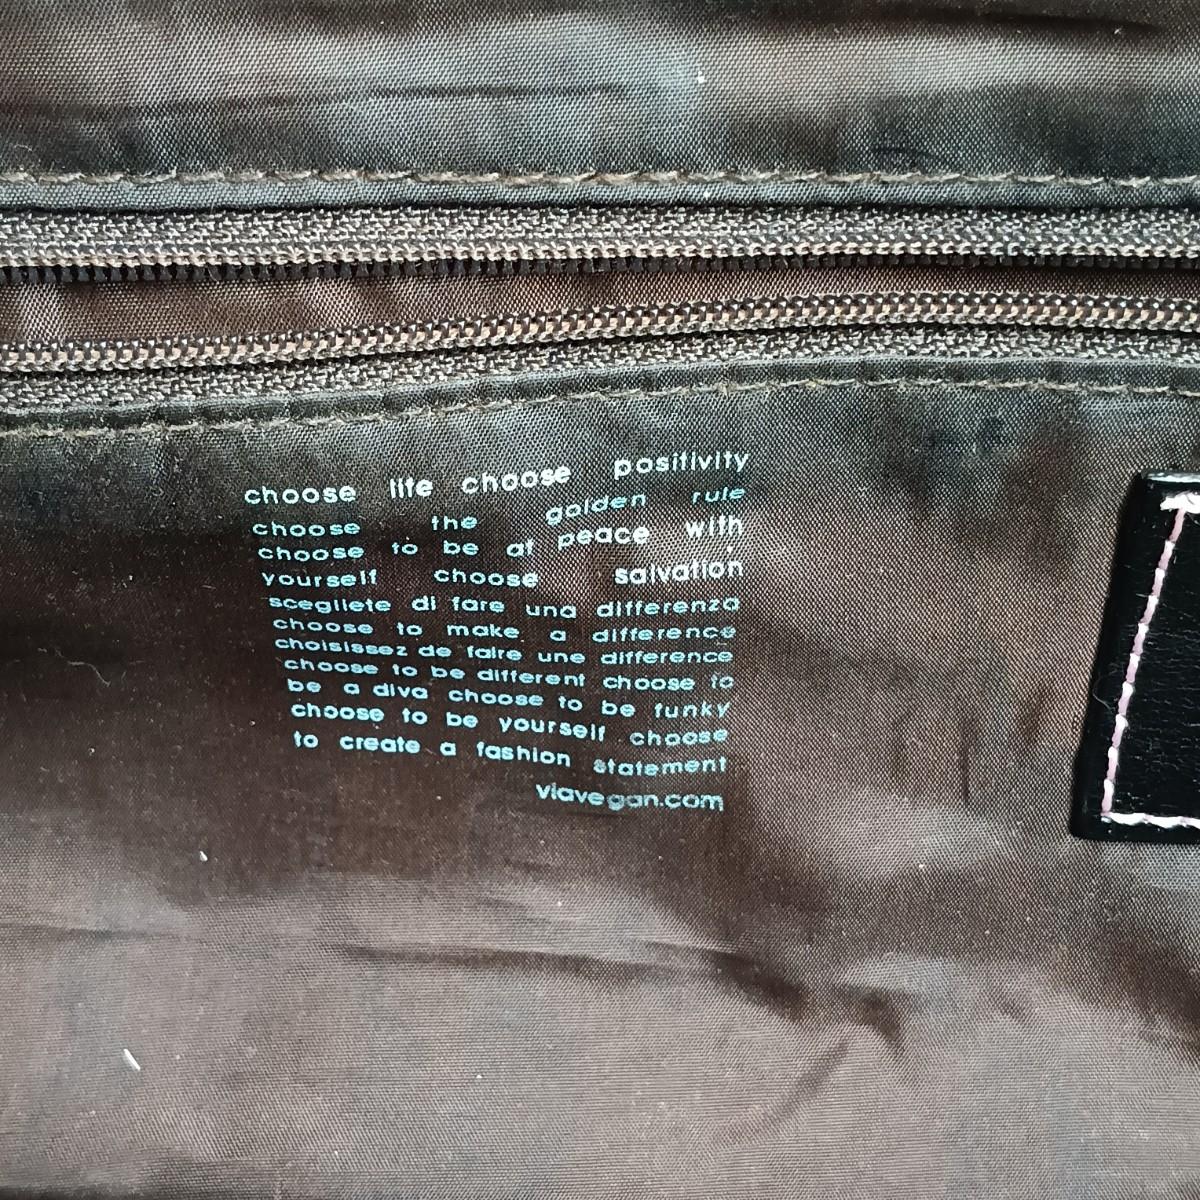 choose life choose positivity
choose the golden rule
choose to be at peace with
yourself choose salvation
scegliete di fare una differenza
choose to make a difference
choisissez de faire une difference
choose to be different choose to
be a diva choose to be funky
choose to be yourself choose
to create a fashion statement
viavegan.com